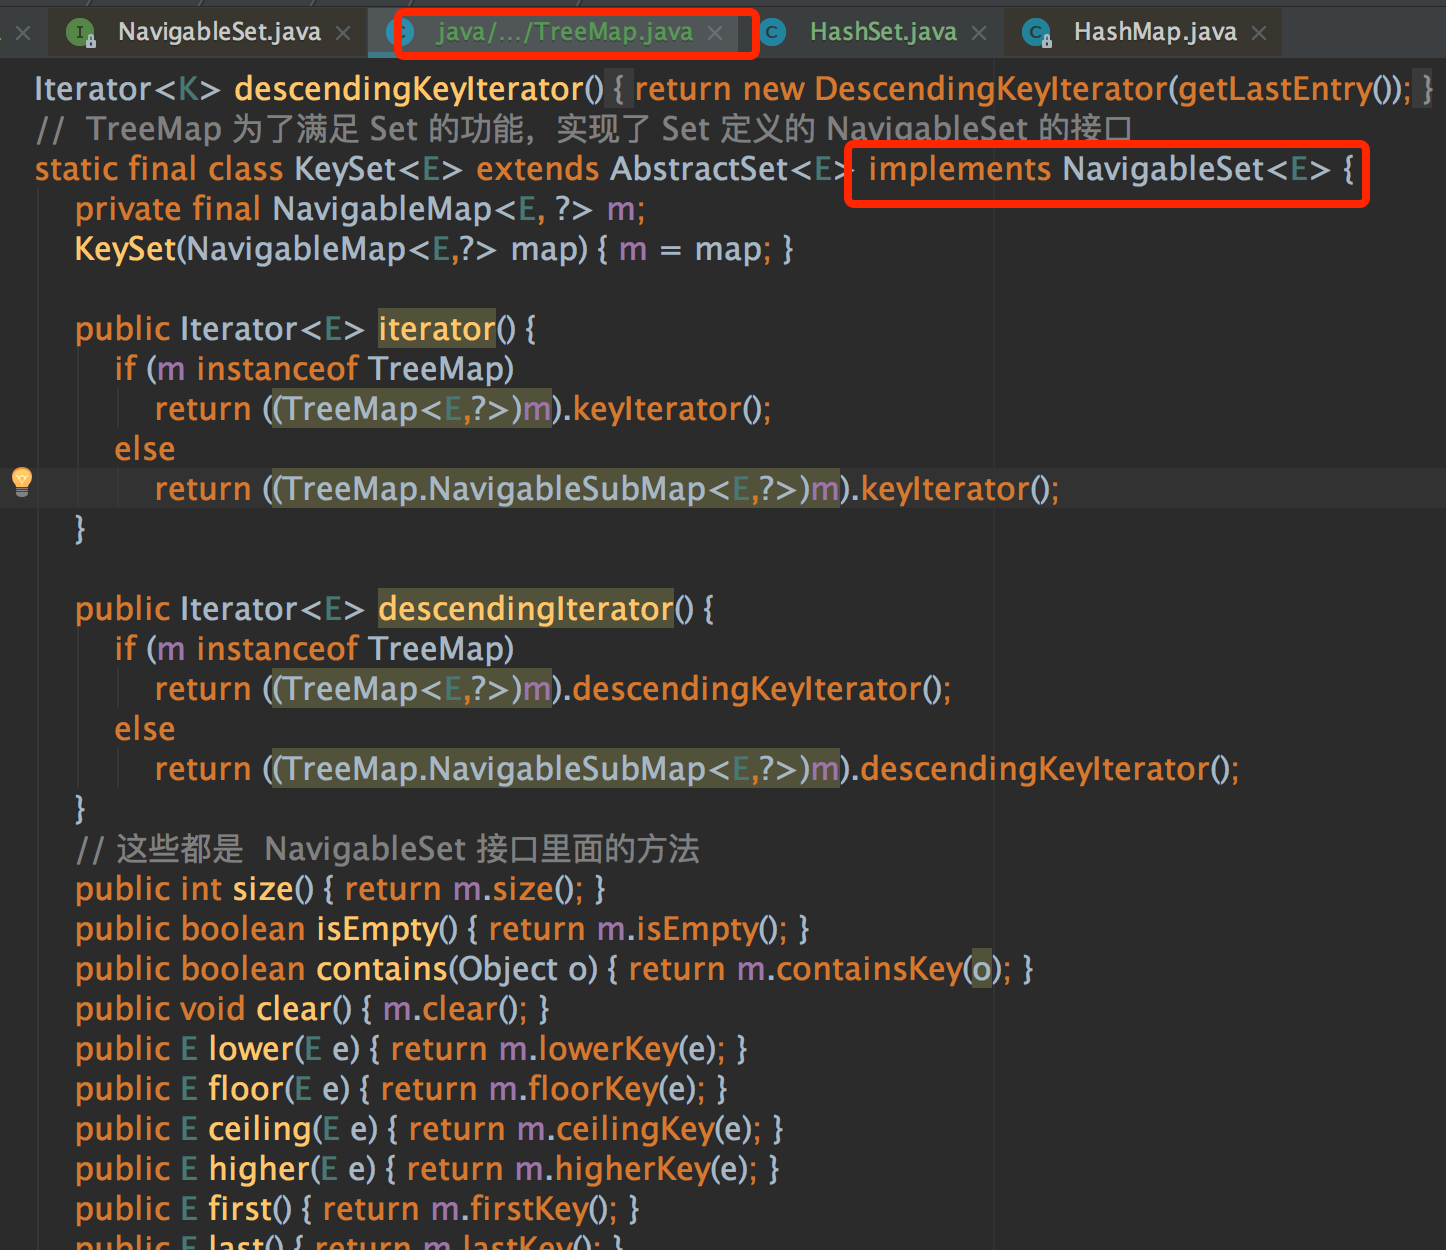 NavigableSet.java java/.../TreeMap.java HashSet.java HashMap.java
Iterator<K> descendingKeyIterator() { return new DescendingKeyIterator(getLastEntry()); }
// TreeMap 为了满足 Set 的功能，实现了 Set 定义的 NavigableSet 的接口
static final class KeySet<E> extends AbstractSet<E> implements NavigableSet<E> {
private final NavigableMap<E, ?> m;
KeySet(NavigableMap<E,?> map) { m = map; }
public Iterator<E> iterator() {
if (m instanceof TreeMap)
return ((TreeMap<E,?>)m).keyIterator();
else
return ((TreeMap.NavigableSubMap<E,?>)m).keyIterator();
}
public Iterator<E> descendingIterator() {
if (m instanceof TreeMap)
return ((TreeMap<E,?>)m).descendingKeyIterator();
else
return ((TreeMap.NavigableSubMap<E,?>)m).descendingKeyIterator();
}
// 这些都是 NavigableSet 接口里面的方法
public int size() { return m.size(); }
public boolean isEmpty() { return m.isEmpty(); }
public boolean contains(Object o) { return m.containsKey(o); }
public void clear() { m.clear(); }
public E lower(E e) { return m.lowerKey(e); }
public E floor(E e) { return m.floorKey(e); }
public E ceiling(E e) { return m.ceilingKey(e); }
public E higher(E e) { return m.higherKey(e); }
public E first() { return m.firstKey(); }
public E last() { return m.lastKey(); }